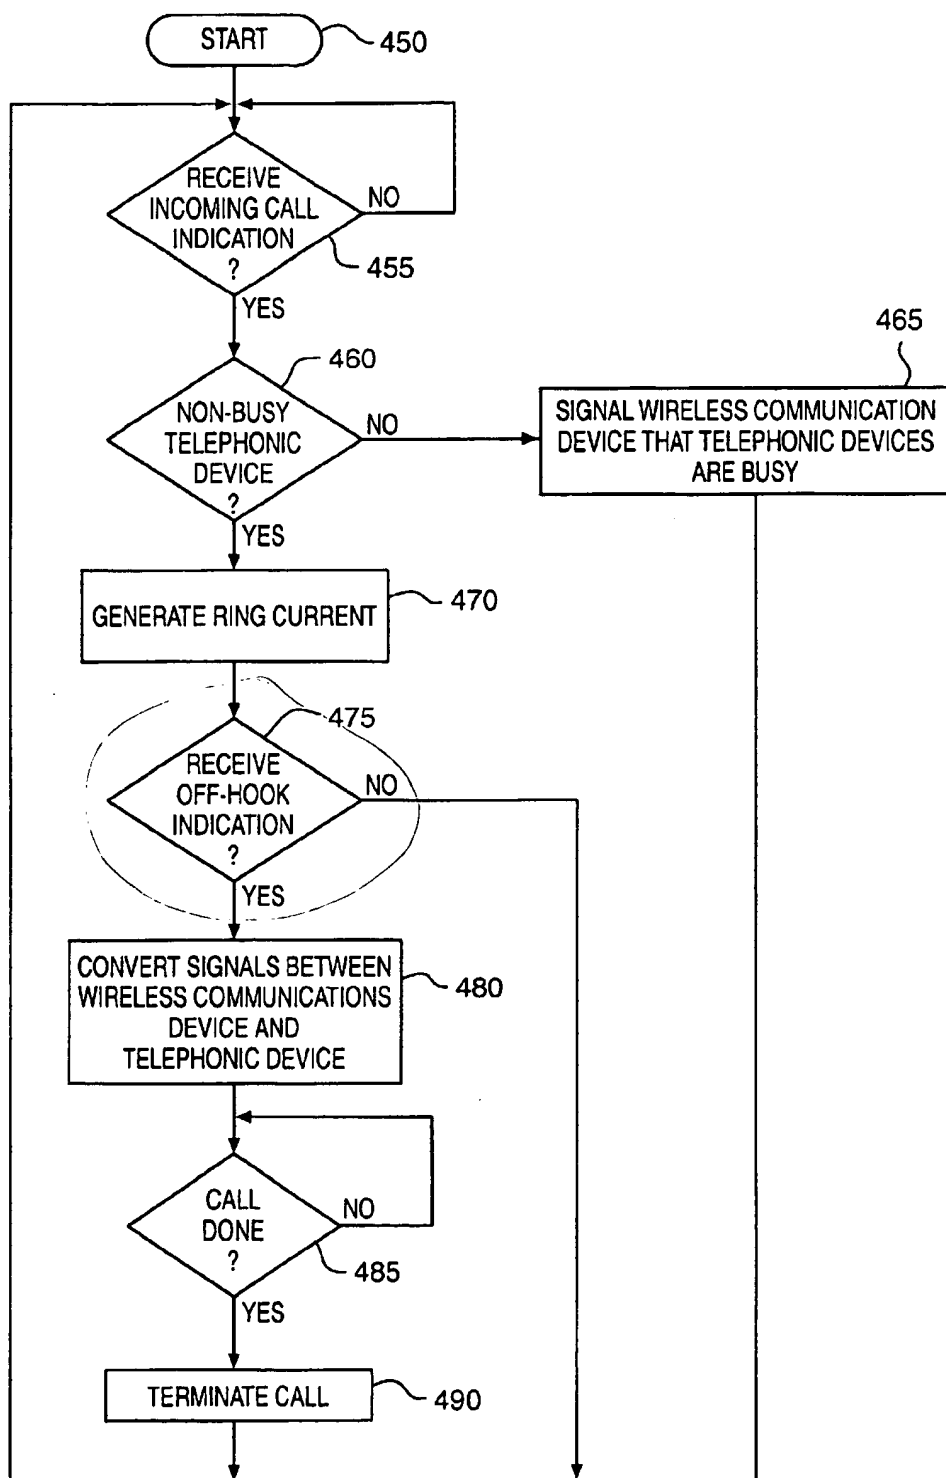 START
450
RECEIVE
INCOMING CALL
INDICATION
?
NO
455
YES
460
NON-BUSY
TELEPHONIC
DEVICE
?
NO
465
SIGNAL WIRELESS COMMUNICATION
DEVICE THAT TELEPHONIC DEVICES
ARE BUSY
YES
GENERATE RING CURRENT
470
475
RECEIVE
OFF-HOOK
INDICATION
?
NO
YES
CONVERT SIGNALS BETWEEN
WIRELESS COMMUNICATIONS
DEVICE AND
TELEPHONIC DEVICE
480
CALL
DONE
?
NO
485
YES
TERMINATE CALL
490